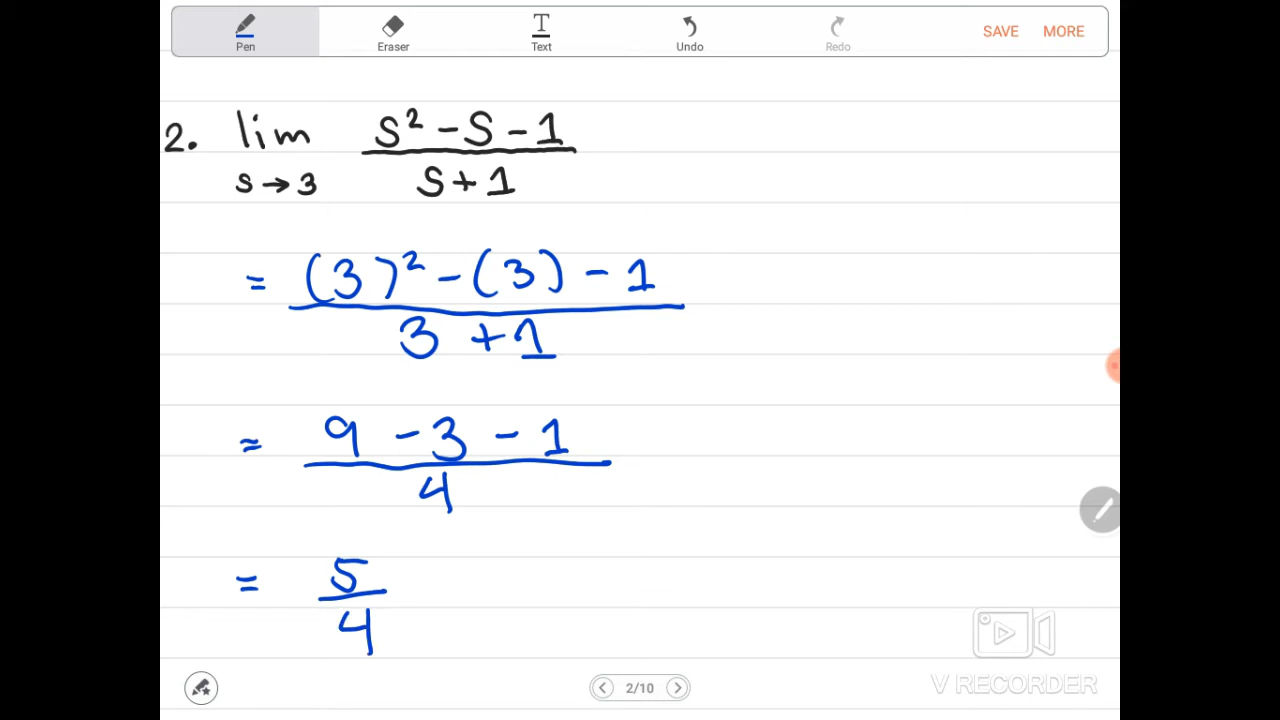 Pen Eraser Text Undo Redo SAVE MORE
2. lim s² - s - 1
s → 3 s + 1
= (3)² - (3) - 1
3 + 1
= 9 - 3 - 1
4
= 5
4
2/10
V RECORDER